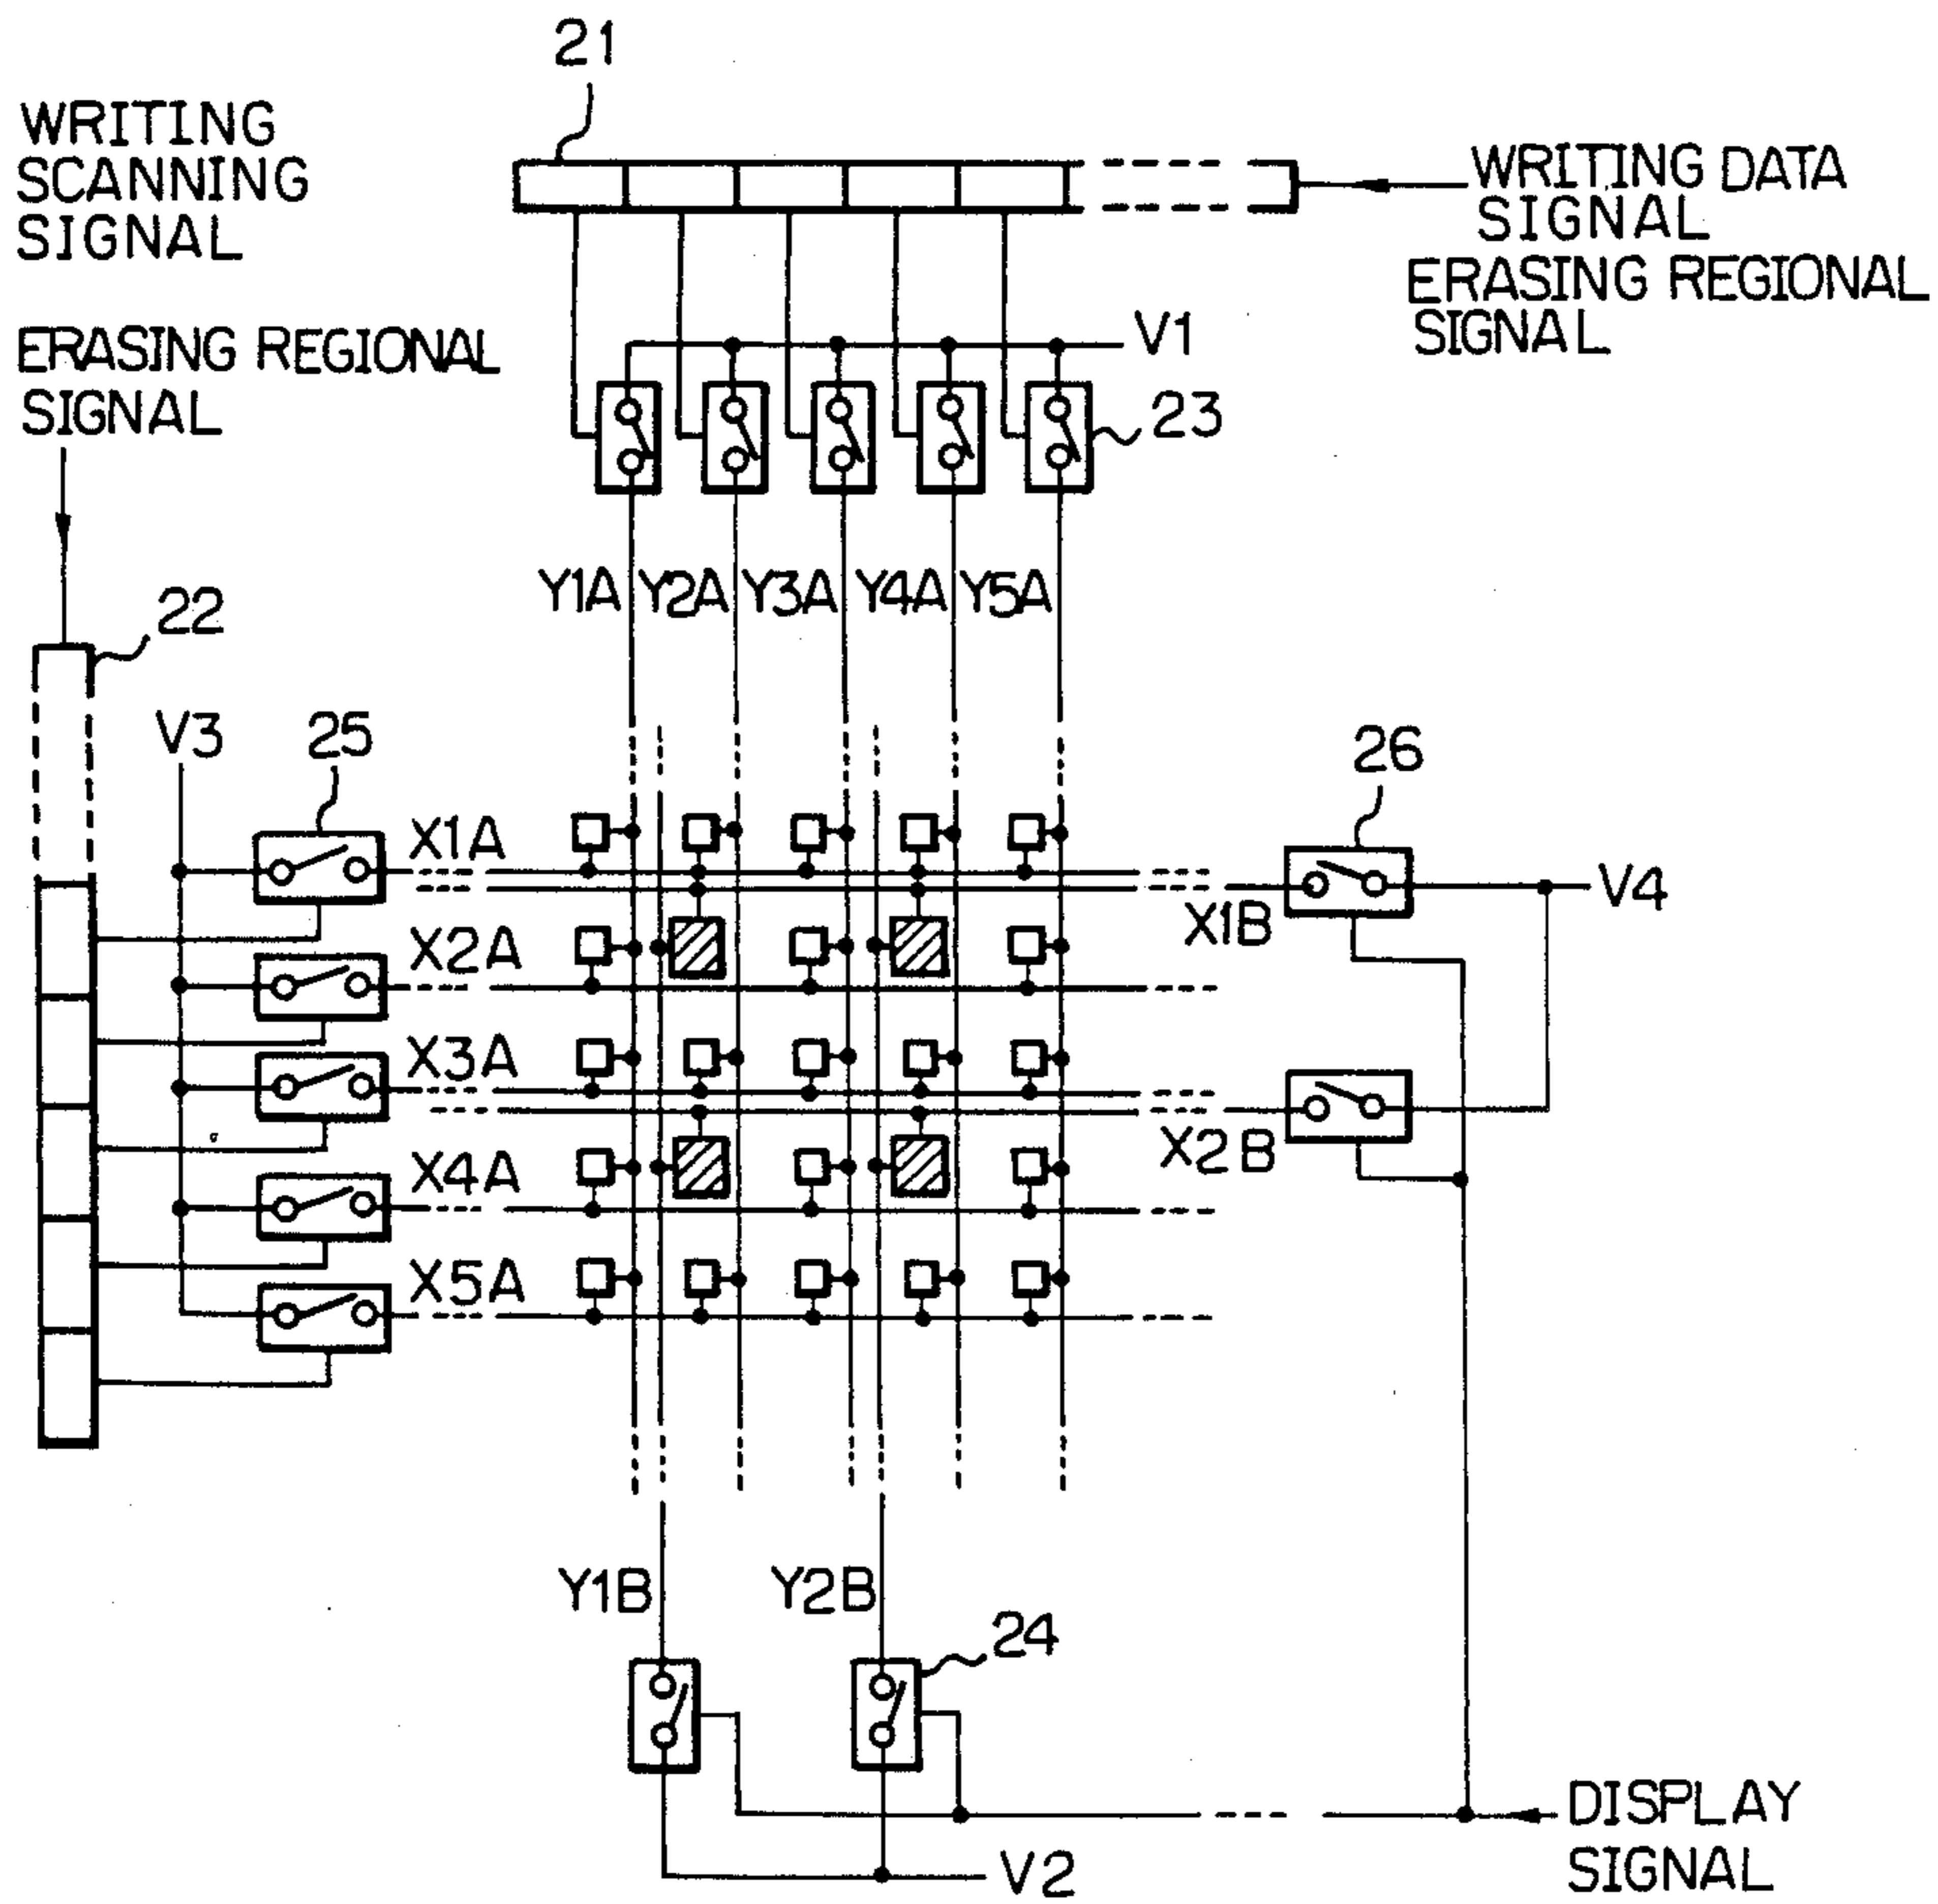 21
WRITING
SCANNING
SIGNAL
WRITING DATA
SIGNAL
ERASING REGIONAL
SIGNAL
ERASING REGIONAL
SIGNAL
V1
23
Y1A Y2A Y3A Y4A Y5A
22
V3
25
26
X1A
V4
X1B
X2A
X3A
X2B
X4A
X5A
Y1B
Y2B
24
DISPLAY
SIGNAL
V2